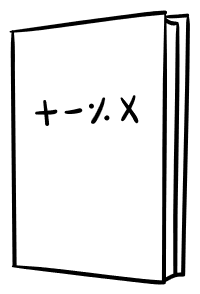 + - % X